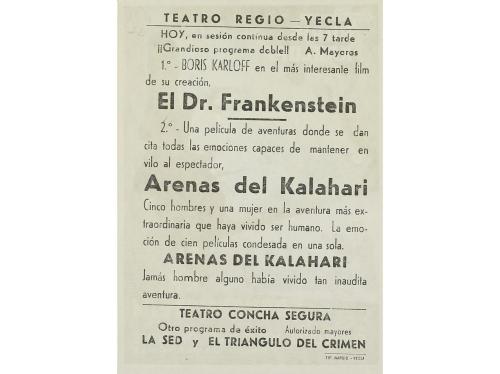 TEATRO REGIO — YECLA
HOY, en sesión continua desde las 7 tarde
¡¡Grandioso programa doble!! A. Mayores
1.º - BORIS KARLOFF en el más interesante film
de su creación,
El Dr. Frankenstein
2.º - Una película de aventuras donde se dan
cita todas las emociones capaces de mantener en
vilo al espectador,
Arenas del Kalahari
Cinco hombres y una mujer en la aventura más ex-
traordinaria que haya vivido ser humano. La emo-
ción de cien películas condesada en una sola.
ARENAS DEL KALAHARI
Jamás hombre alguno había vivido tan inaudita
aventura.
TEATRO CONCHA SEGURA
Otro programa de éxito Autorizado mayores
LA SED y EL TRIANGULO DEL CRIMEN
YECLA